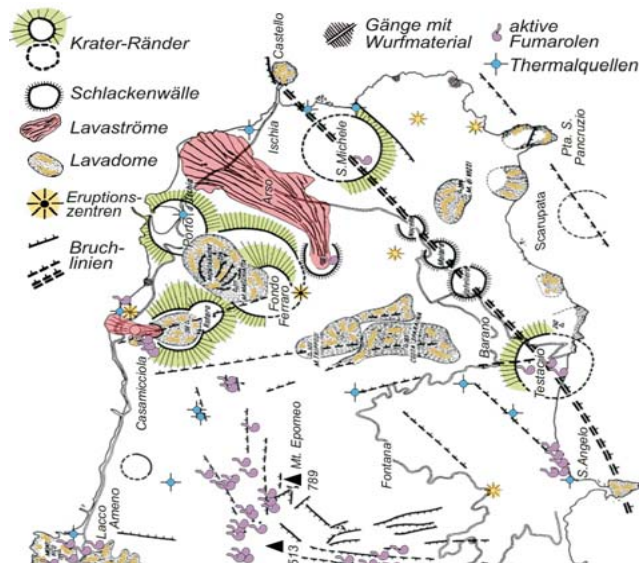 Krater-Ränder
Schlackenwälle
Lavaströme
Lavadome
Eruptions-
zentren
Bruch-
linien
Gänge mit
Wurfmaterial
aktive
Fumarolen
Thermalquellen
Castello
Ischia
S.Michele
Pta. S.
Pancruzio
Arso
Porto
Scarupata
Fondo
Ferraro
Barano
Testaccio
Casamicciola
Mt. Epomeo
789
Fontana
S.Angelo
Lacco
Ameno
513